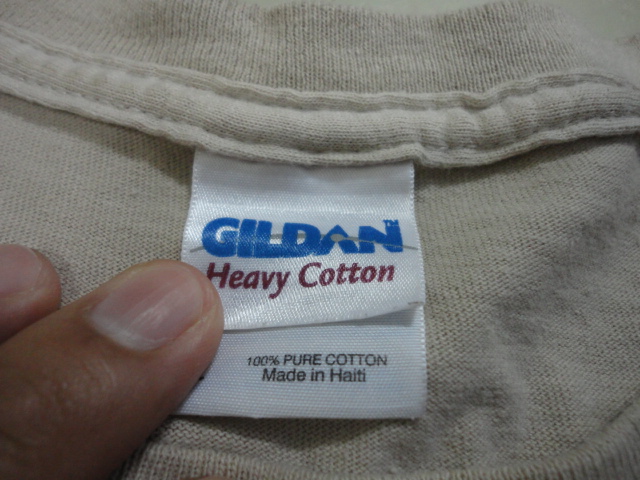 GILDAN™
Heavy Cotton
100% PURE COTTON
Made in Haiti